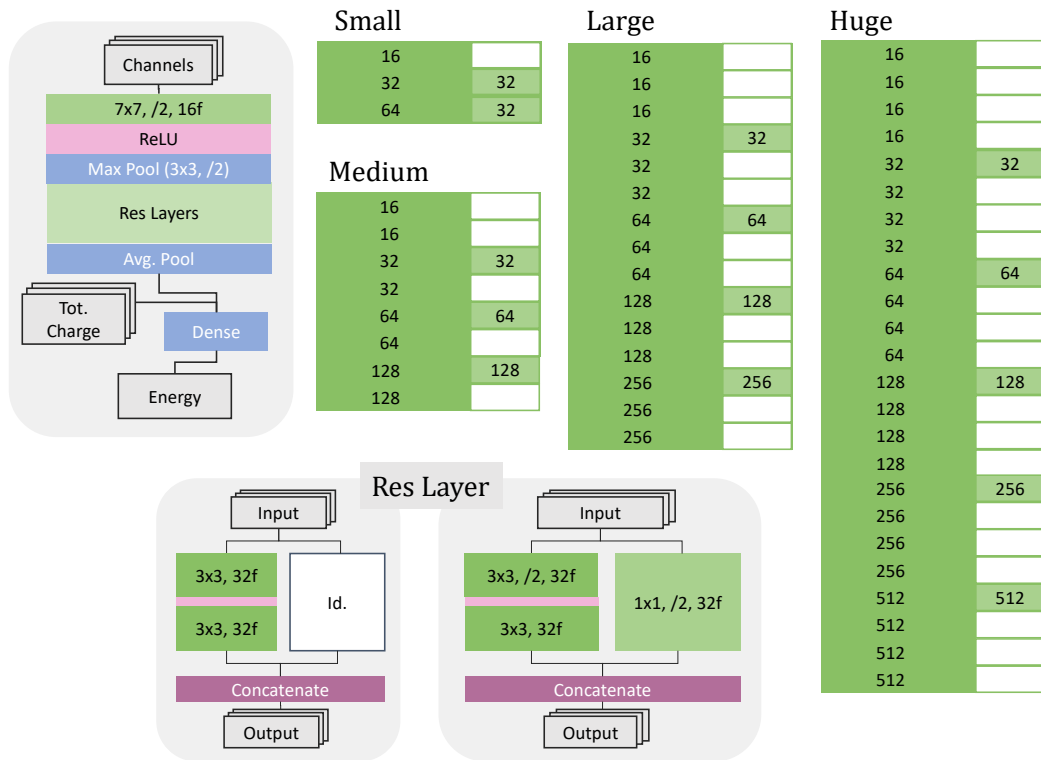 Channels
7x7, /2, 16f
ReLU
Max Pool (3x3, /2)
Res Layers
Avg. Pool
Tot.
Charge
Dense
Energy
Small
16
32 32
64 32
Medium
16
16
32 32
32
64 64
64
128 128
128
Large
16
16
16
32 32
32
32
64 64
64
64
128 128
128
128
256 256
256
256
Huge
16
16
16
16
32 32
32
32
32
64 64
64
64
64
128 128
128
128
128
256 256
256
256
256
512 512
512
512
512
Res Layer
Input
3x3, 32f
3x3, 32f
Id.
Concatenate
Output
Input
3x3, /2, 32f
3x3, 32f
1x1, /2, 32f
Concatenate
Output